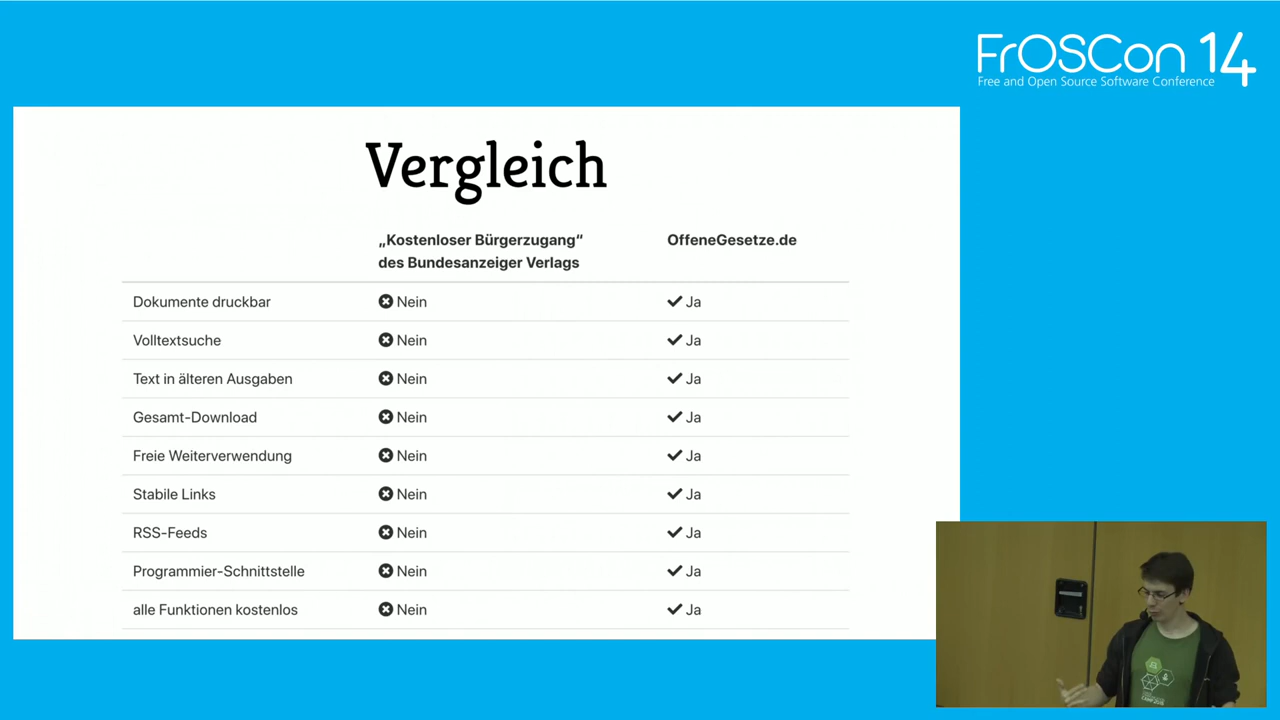 FrOSCon 14
Free and Open Source Software Conference
Vergleich
„Kostenloser Bürgerzugang“ OffeneGesetze.de
des Bundesanzeiger Verlags
Dokumente druckbar Nein Ja
Volltextsuche Nein Ja
Text in älteren Ausgaben Nein Ja
Gesamt-Download Nein Ja
Freie Weiterverwendung Nein Ja
Stabile Links Nein Ja
RSS-Feeds Nein Ja
Programmier-Schnittstelle Nein Ja
alle Funktionen kostenlos Nein Ja